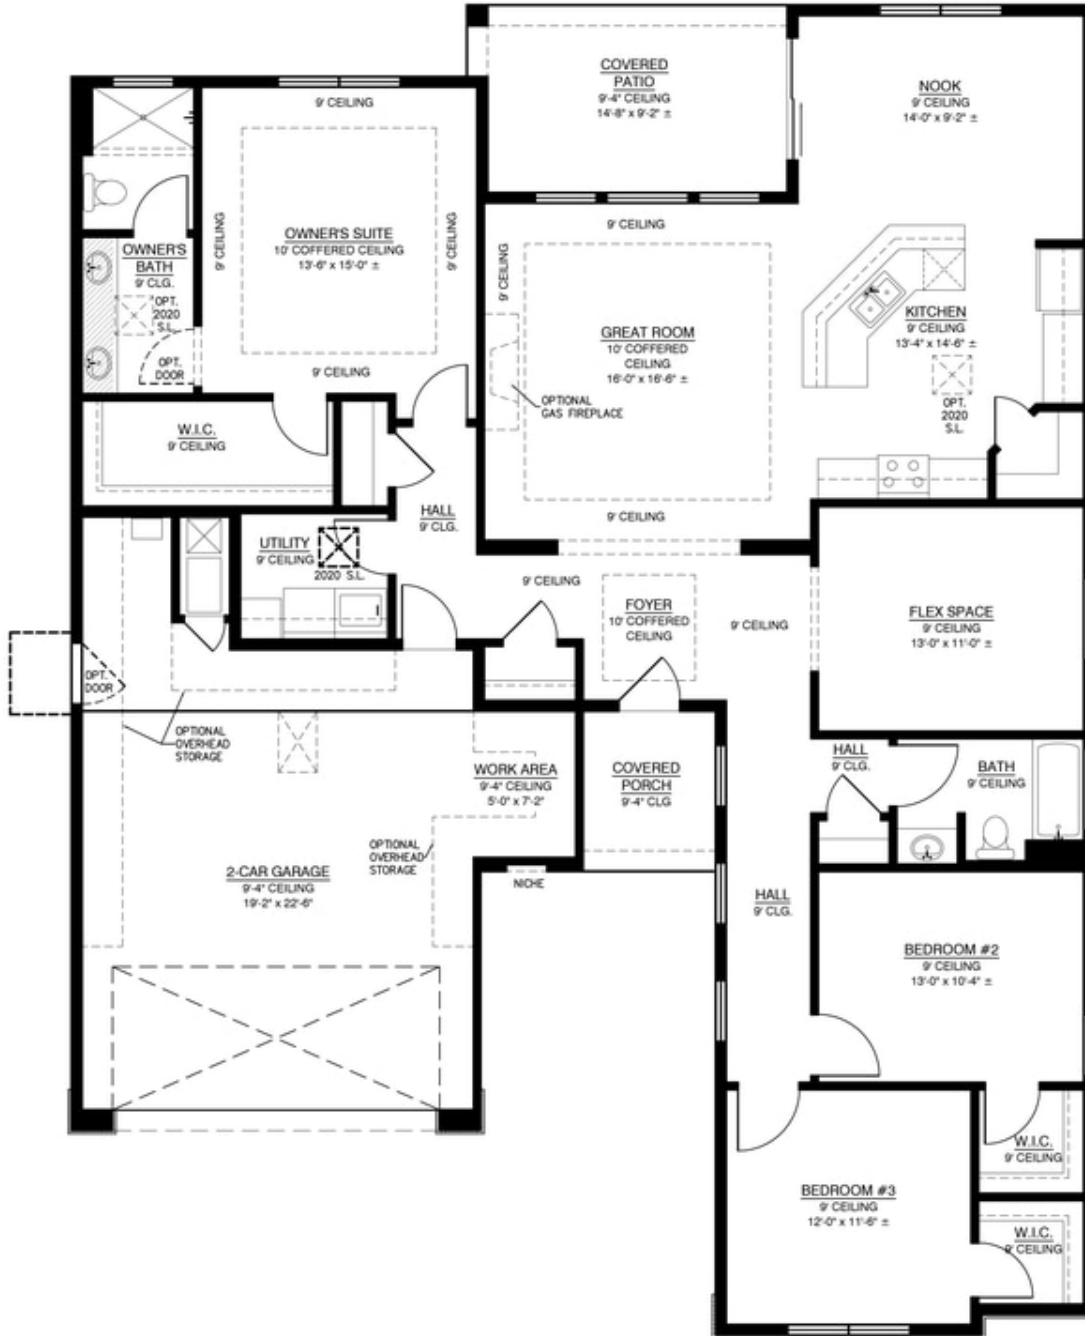 COVERED
PATIO
9'-4" CEILING
14'-8" x 9'-2" ±
NOOK
9' CEILING
14'-0" x 9'-2" ±
9' CEILING
OWNER'S SUITE
10' COFFERED CEILING
13'-6" x 15'-0" ±
9' CEILING
9' CEILING
9' CEILING
OWNER'S
BATH
9' CLG.
OPT.
2020
S.L.
OPT.
DOOR
9' CEILING
9' CEILING
GREAT ROOM
10' COFFERED
CEILING
16'-0" x 16'-6" ±
OPTIONAL
GAS FIREPLACE
9' CEILING
KITCHEN
9' CEILING
13'-4" x 14'-6" ±
OPT.
2020
S.L.
W.I.C.
9' CEILING
HALL
9' CLG.
UTILITY
9' CEILING
2020 S.L.
9' CEILING
FOYER
10' COFFERED
CEILING
9' CEILING
FLEX SPACE
9' CEILING
13'-0" x 11'-0" ±
OPT.
DOOR
OPTIONAL
OVERHEAD
STORAGE
WORK AREA
9'-4" CEILING
5'-0" x 7'-2"
COVERED
PORCH
9'-4" CLG
HALL
9' CLG.
BATH
9' CEILING
OPTIONAL
OVERHEAD
STORAGE
2-CAR GARAGE
9'-4" CEILING
19'-2" x 22'-6"
NICHE
HALL
9' CLG.
BEDROOM #2
9' CEILING
13'-0" x 10'-4" ±
W.I.C.
9' CEILING
BEDROOM #3
9' CEILING
12'-0" x 11'-6" ±
W.I.C.
9' CEILING